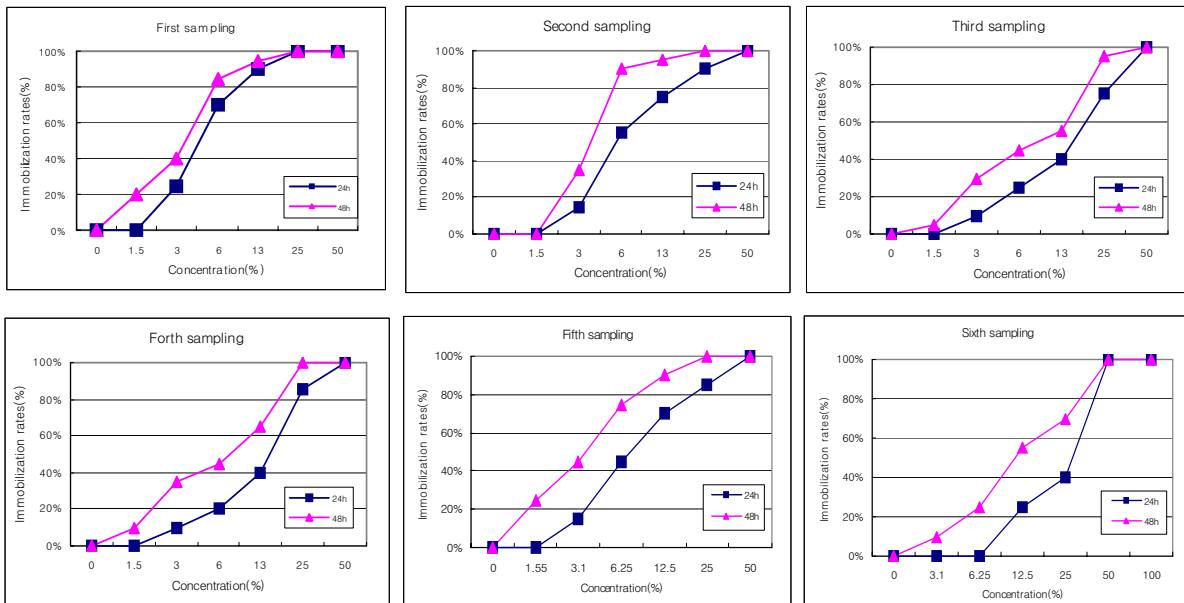 First sampling
Immobilization rates(%)
100%
80%
60%
40%
20%
0%
24h
48h
0 1.5 3 6 13 25 50
Concentration(%)
Second sampling
Immobilization rates(%)
100%
80%
60%
40%
20%
0%
24h
48h
0 1.5 3 6 13 25 50
Concentration(%)
Third sampling
Immobilization rates(%)
100%
80%
60%
40%
20%
0%
24h
48h
0 1.5 3 6 13 25 50
Concentration(%)
Forth sampling
Immobilization rates(%)
100%
80%
60%
40%
20%
0%
24h
48h
0 1.5 3 6 13 25 50
Concentration(%)
Fifth sampling
Immobilization rates(%)
100%
80%
60%
40%
20%
0%
24h
48h
0 1.55 3.1 6.25 12.5 25 50
Concentration(%)
Sixth sampling
Immobilization rates(%)
100%
80%
60%
40%
20%
0%
24h
48h
0 3.1 6.25 12.5 25 50 100
Concentration(%)